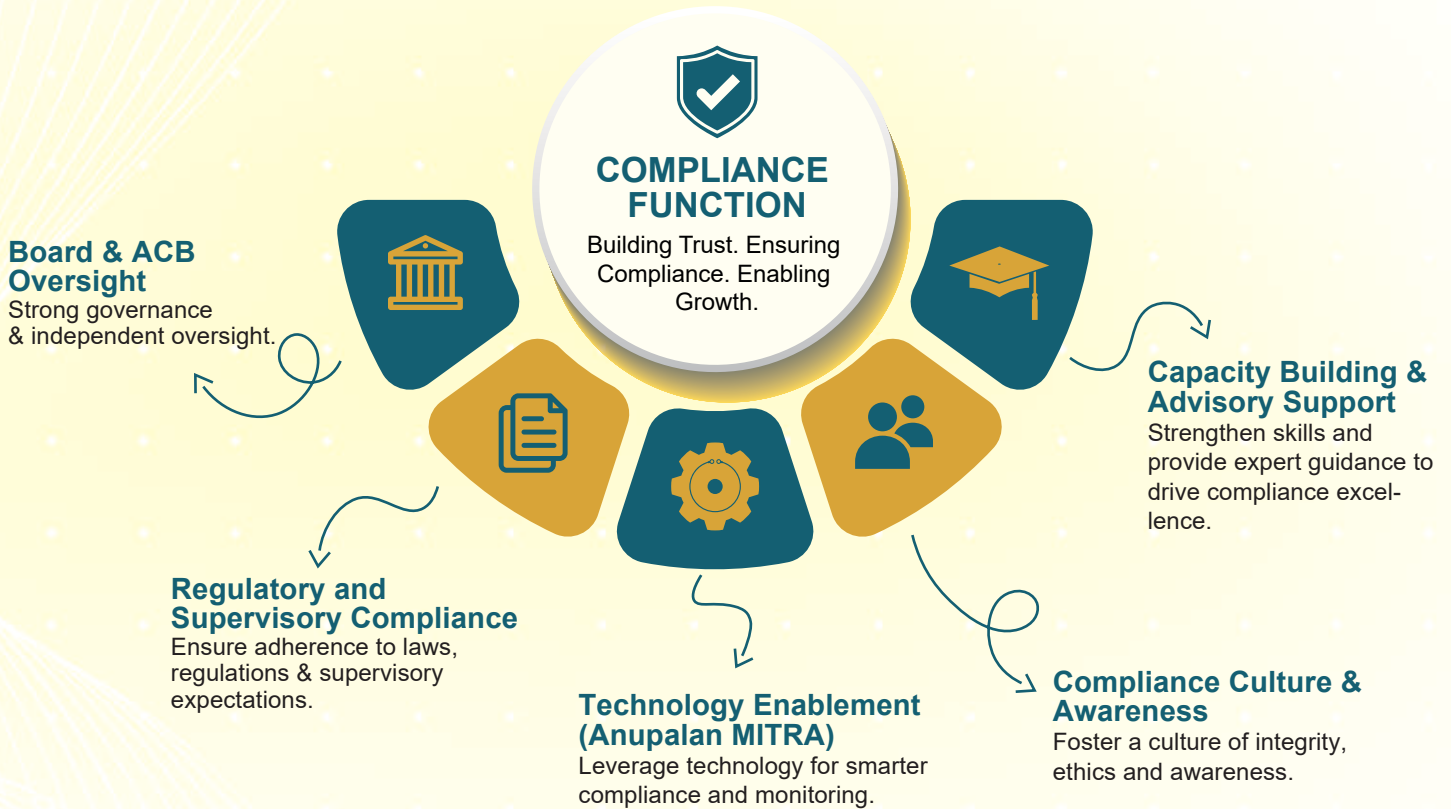 COMPLIANCE
FUNCTION
Building Trust. Ensuring
Compliance. Enabling
Growth.
Board & ACB
Oversight
Strong governance
& independent oversight.
Regulatory and
Supervisory Compliance
Ensure adherence to laws,
regulations & supervisory
expectations.
Technology Enablement
(Anupalan MITRA)
Leverage technology for smarter
compliance and monitoring.
Compliance Culture &
Awareness
Foster a culture of integrity,
ethics and awareness.
Capacity Building &
Advisory Support
Strengthen skills and
provide expert guidance to
drive compliance excel-
lence.